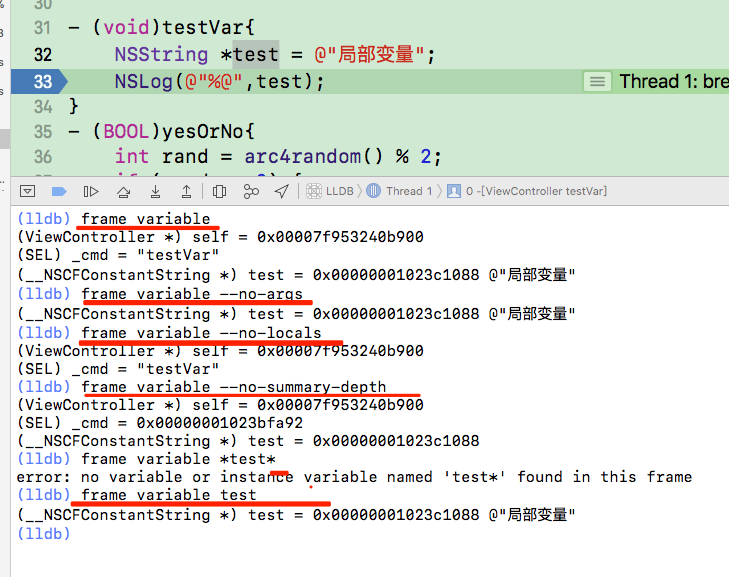 30
31 - (void)testVar{
32 NSString *test = @"局部变量";
33 NSLog(@"%@",test); Thread 1: bre
34 }
35 - (BOOL)yesOrNo{
36 int rand = arc4random() % 2;
LLDB Thread 1 0 -[ViewController testVar]
(lldb) frame variable
(ViewController *) self = 0x00007f953240b900
(SEL) _cmd = "testVar"
(__NSCFConstantString *) test = 0x00000001023c1088 @"局部变量"
(lldb) frame variable --no-args
(__NSCFConstantString *) test = 0x00000001023c1088 @"局部变量"
(lldb) frame variable --no-locals
(ViewController *) self = 0x00007f953240b900
(SEL) _cmd = "testVar"
(lldb) frame variable --no-summary-depth
(ViewController *) self = 0x00007f953240b900
(SEL) _cmd = 0x00000001023bfa92
(__NSCFConstantString *) test = 0x00000001023c1088
(lldb) frame variable *test*
error: no variable or instance variable named 'test*' found in this frame
(lldb) frame variable test
(__NSCFConstantString *) test = 0x00000001023c1088 @"局部变量"
(lldb)